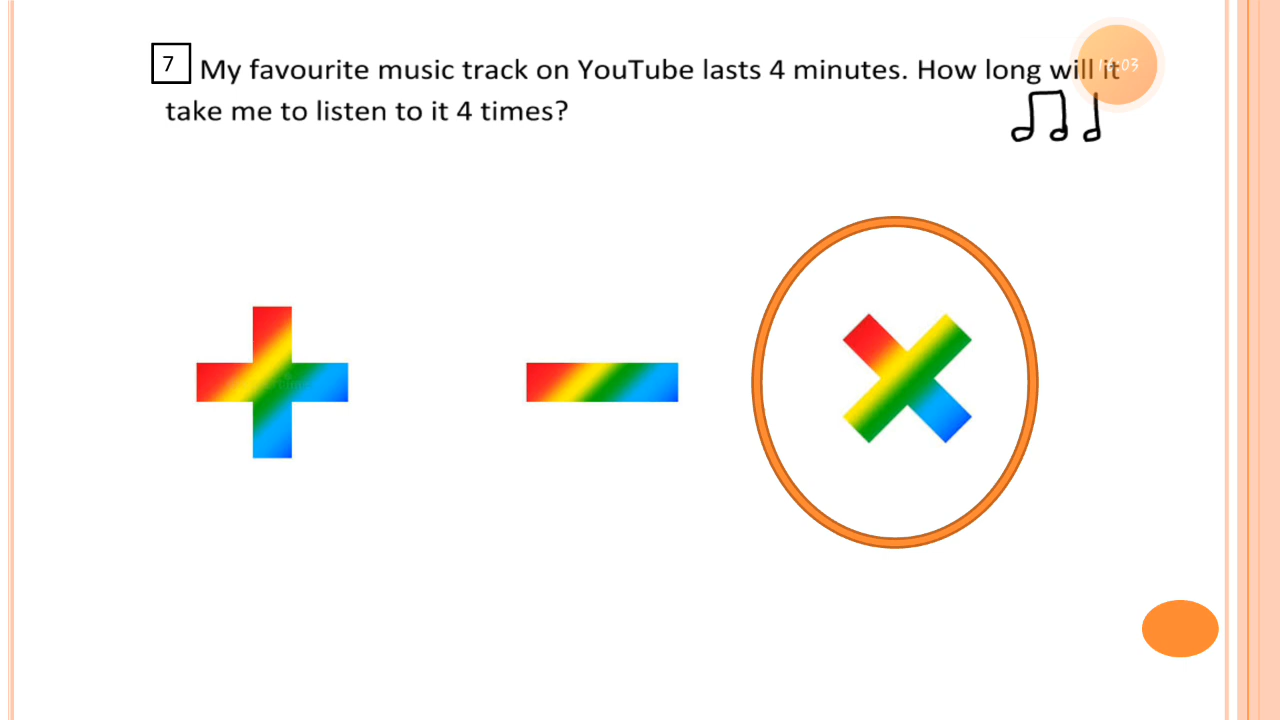 7 My favourite music track on YouTube lasts 4 minutes. How long will it
take me to listen to it 4 times?